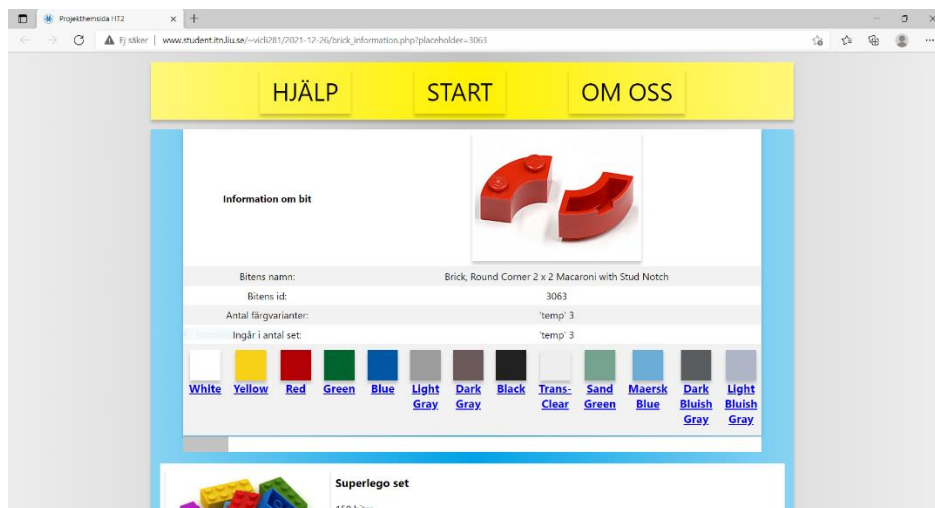 Projekthemsida HT2
Ej säker | www.student.itn.liu.se/~vicli281/2021-12-26/brick_information.php?placeholder=3063
HJÄLP START OM OSS
Information om bit
Bitens namn: Brick, Round Corner 2 x 2 Macaroni with Stud Notch
Bitens id: 3063
Antal färgvarianter: 'temp' 3
Ingår i antal set: 'temp' 3
White Yellow Red Green Blue Light Dark Black Trans- Sand Maersk Dark Light
Gray Gray Clear Green Blue Bluish Bluish
Gray Gray
Superlego set